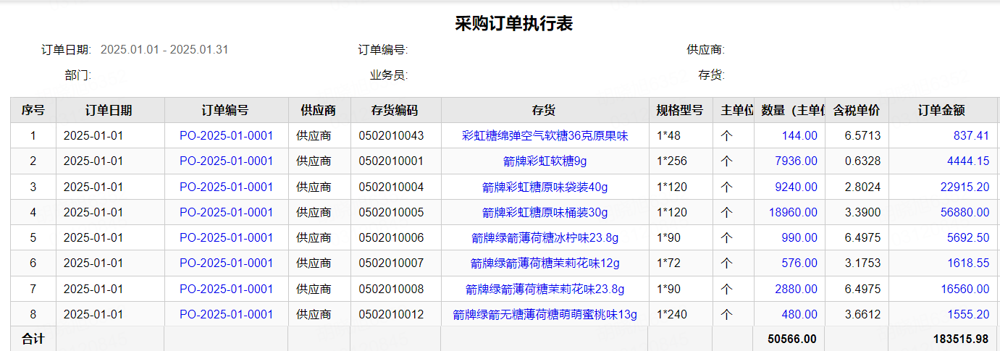 采购订单执行表
订单日期: 2025.01.01 - 2025.01.31 订单编号: 供应商:
部门: 业务员: 存货:
序号 订单日期 订单编号 供应商 存货编码 存货 规格型号 主单位 数量（主单位 含税单价 订单金额
1 2025-01-01 PO-2025-01-0001 供应商 0502010043 彩虹糖绵弹空气软糖36克原果味 1*48 个 144.00 6.5713 837.41
2 2025-01-01 PO-2025-01-0001 供应商 0502010001 箭牌彩虹软糖9g 1*256 个 7936.00 0.6328 4444.15
3 2025-01-01 PO-2025-01-0001 供应商 0502010004 箭牌彩虹糖原味袋装40g 1*120 个 9240.00 2.8024 22915.20
4 2025-01-01 PO-2025-01-0001 供应商 0502010005 箭牌彩虹糖原味桶装30g 1*120 个 18960.00 3.3900 56880.00
5 2025-01-01 PO-2025-01-0001 供应商 0502010006 箭牌绿箭薄荷糖冰柠味23.8g 1*90 个 990.00 6.4975 5692.50
6 2025-01-01 PO-2025-01-0001 供应商 0502010007 箭牌绿箭薄荷糖茉莉花味12g 1*72 个 576.00 3.1753 1618.55
7 2025-01-01 PO-2025-01-0001 供应商 0502010008 箭牌绿箭薄荷糖茉莉花味23.8g 1*90 个 2880.00 6.4975 16560.00
8 2025-01-01 PO-2025-01-0001 供应商 0502010012 箭牌绿箭无糖薄荷糖萌萌蜜桃味13g 1*240 个 480.00 3.6612 1555.20
合计 50566.00 183515.98